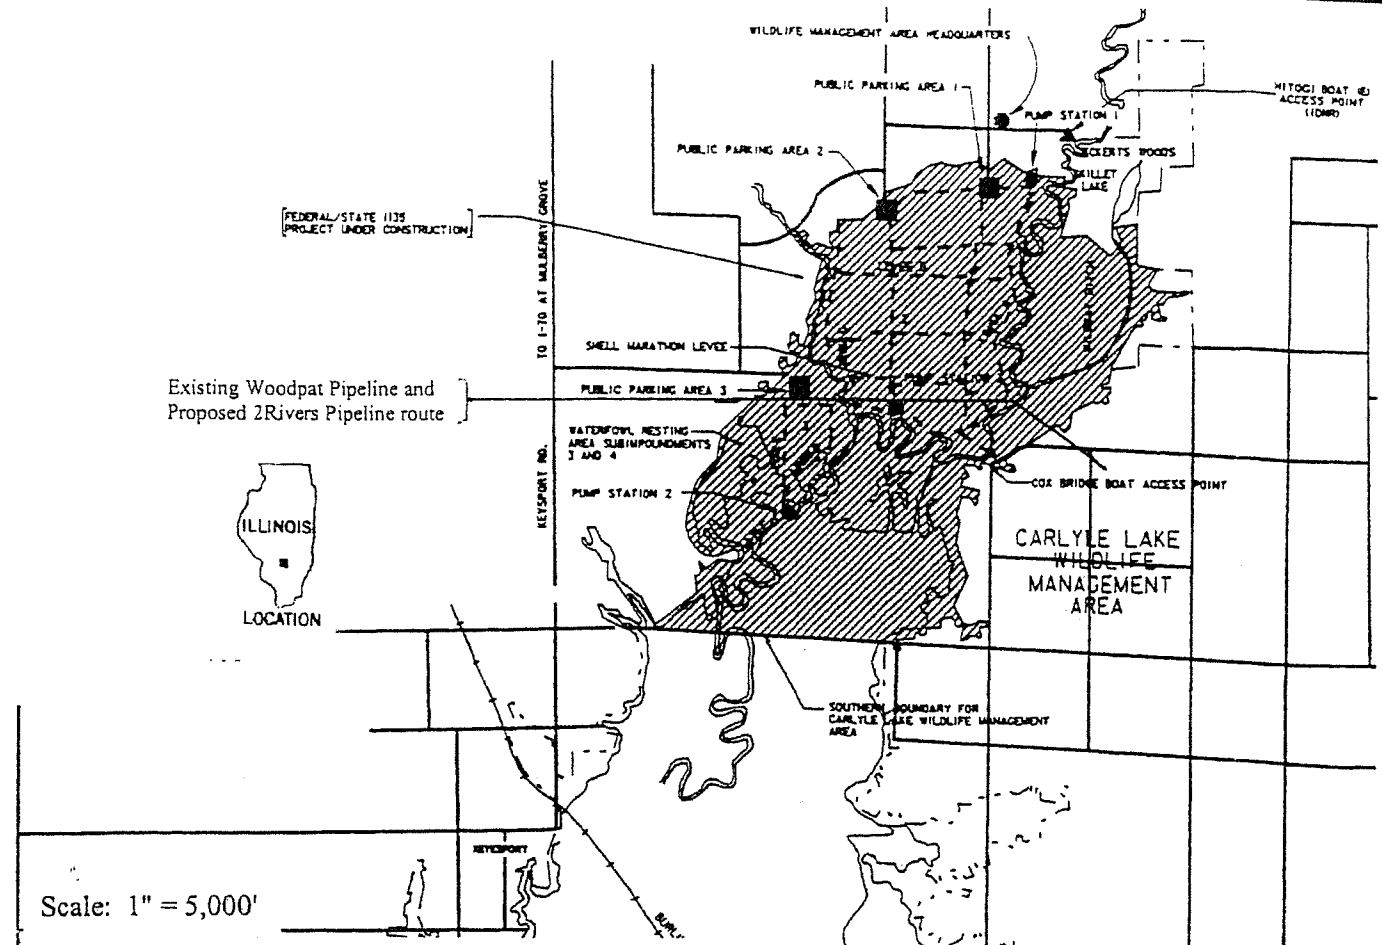 WILDLIFE MANAGEMENT AREA HEADQUARTERS
PUBLIC PARKING AREA 1
HITOGI BOAT (E)
ACCESS POINT
(IDNR)
PUMP STATION 1
PUBLIC PARKING AREA 2
ECKERTS WOODS
SKILLET
LAKE
FEDERAL/STATE 1135
PROJECT UNDER CONSTRUCTION
TO I-70 AT MULBERRY GROVE
SHELL MARATHON LEVEE
PUBLIC PARKING AREA 3
Existing Woodpat Pipeline and
Proposed 2Rivers Pipeline route
WATERFOWL RESTING
AREA SUBIMPOUNDMENTS
3 AND 4
KEYSPORT RD.
PUMP STATION 2
COX BRIDGE BOAT ACCESS POINT
ILLINOIS
LOCATION
CARLYLE LAKE
WILDLIFE
MANAGEMENT
AREA
SOUTHERN BOUNDARY FOR
CARLYLE LAKE WILDLIFE MANAGEMENT
AREA
KEYESPORT
Scale: 1" = 5,000'